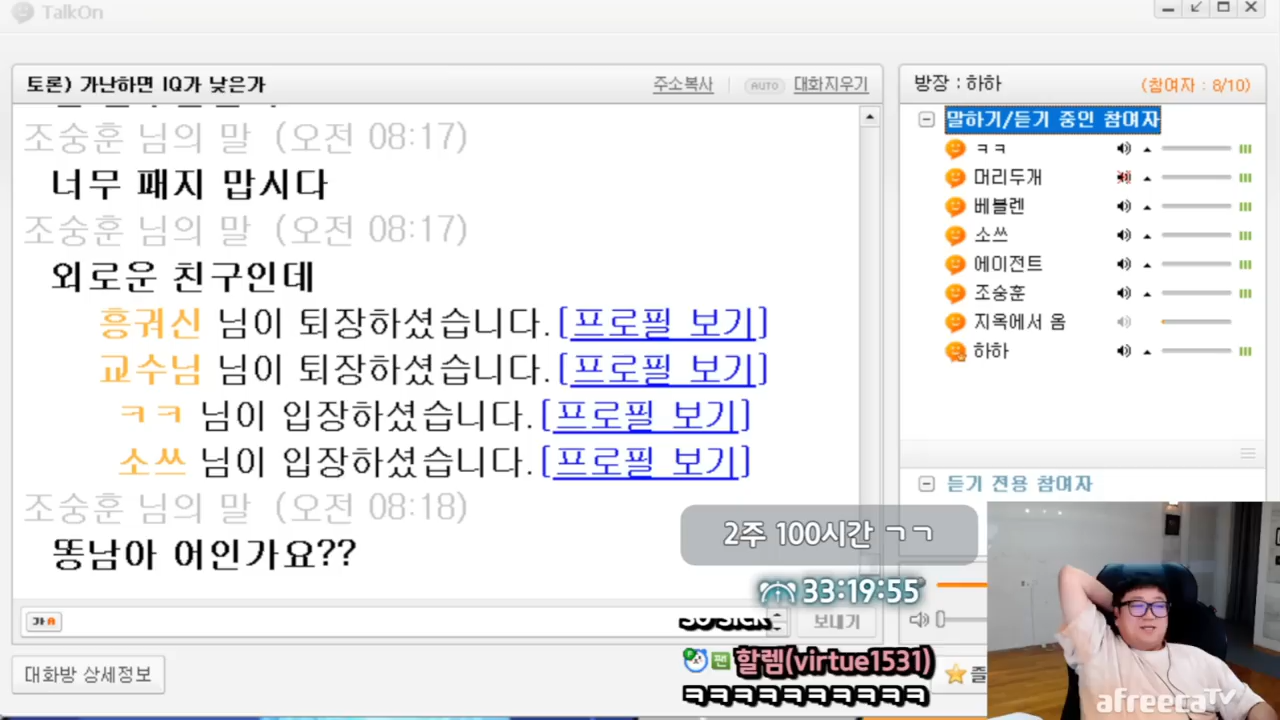 TalkOn
토론) 가난하면 IQ가 낮은가
주소복사
AUTO 대화지우기
조숭훈 님의 말 (오전 08:17)
너무 패지 맙시다
조숭훈 님의 말 (오전 08:17)
외로운 친구인데
흥궈신 님이 퇴장하셨습니다.[프로필 보기]
교수님 님이 퇴장하셨습니다.[프로필 보기]
ㅋㅋ 님이 입장하셨습니다.[프로필 보기]
소쓰 님이 입장하셨습니다.[프로필 보기]
조숭훈 님의 말 (오전 08:18)
똥남아 어인가요??
가
보내기
대화방 상세정보
방장 : 하하
(참여자 : 8/10)
말하기/듣기 중인 참여자
ㅋㅋ
머리두개
베블렌
소쓰
에이전트
조숭훈
지옥에서 옴
하하
듣기 전용 참여자
2주 100시간 ㄱㄱ
33:19:55
so sick
팬 할렘(virtue1531)
ㅋㅋㅋㅋㅋㅋㅋㅋㅋㅋ
afreecaTV